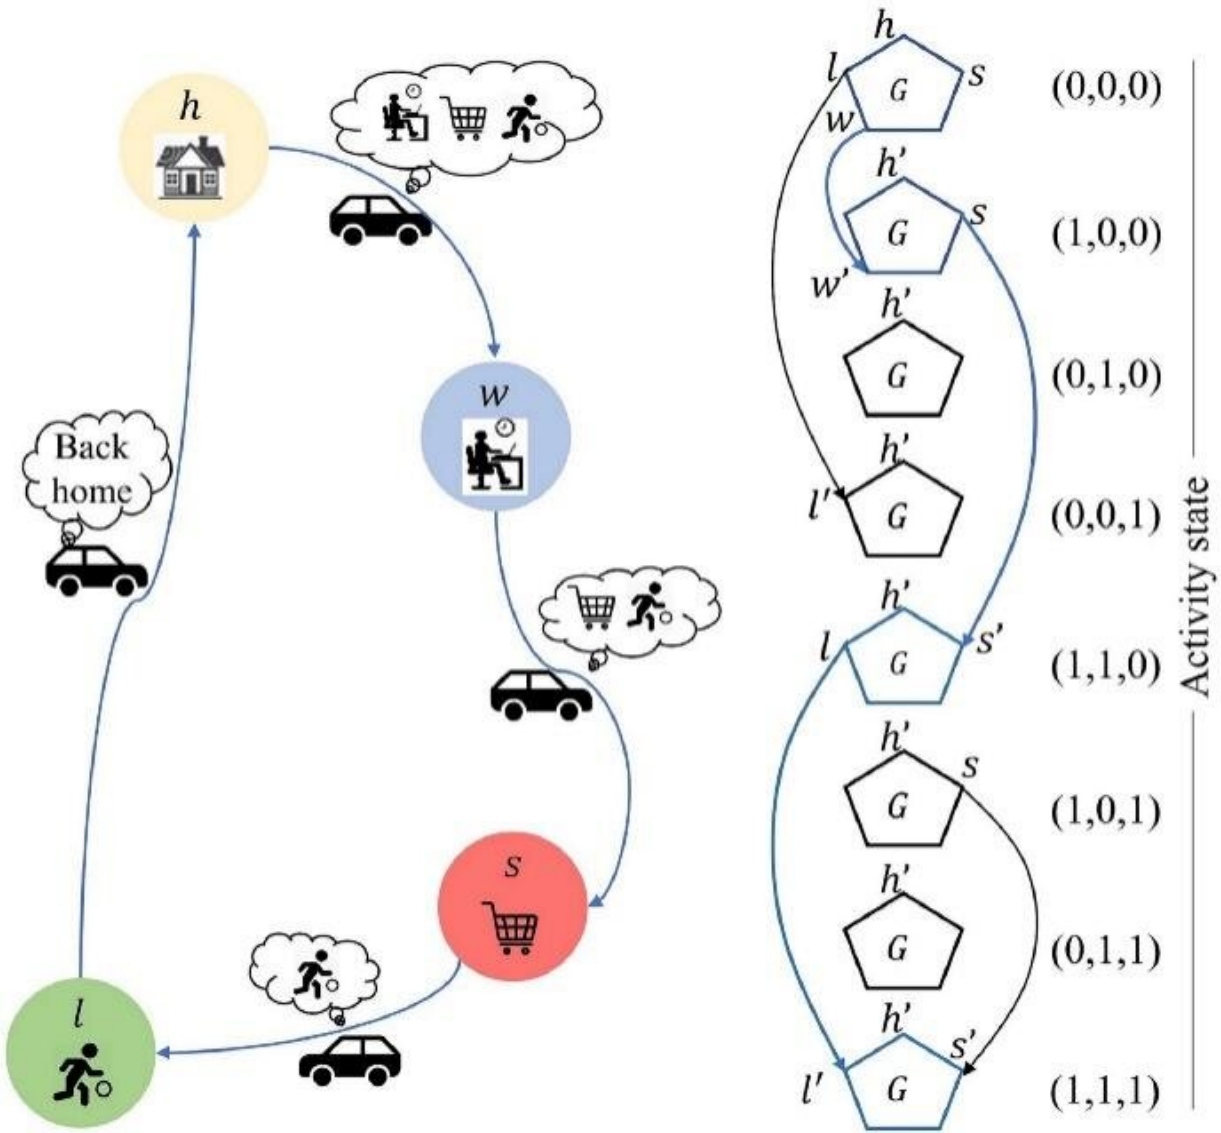 h
w
s
l
Back
home
h
l
G
s
(0,0,0)
w
h'
G
s
(1,0,0)
w'
h'
G
(0,1,0)
h'
l'
G
(0,0,1)
h'
l
G
s'
(1,1,0)
h'
s
G
(1,0,1)
h'
G
(0,1,1)
h'
s'
l'
G
(1,1,1)
Activity state